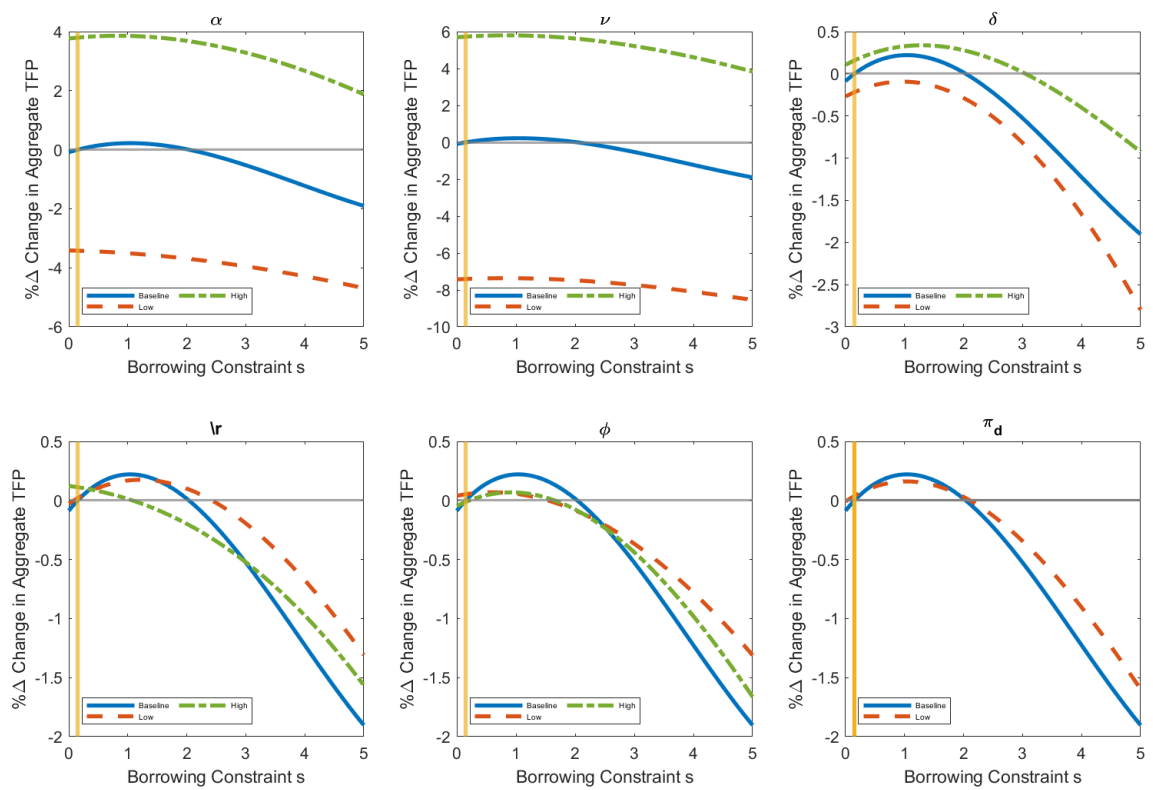 α
%Δ Change in Aggregate TFP
4
2
0
-2
-4
-6
Baseline
High
Low
0 1 2 3 4 5
Borrowing Constraint s
ν
%Δ Change in Aggregate TFP
6
4
2
0
-2
-4
-6
-8
-10
Baseline
High
Low
0 1 2 3 4 5
Borrowing Constraint s
δ
%Δ Change in Aggregate TFP
0.5
0
-0.5
-1
-1.5
-2
-2.5
-3
Baseline
High
Low
0 1 2 3 4 5
Borrowing Constraint s
\r
%Δ Change in Aggregate TFP
0.5
0
-0.5
-1
-1.5
-2
Baseline
High
Low
0 1 2 3 4 5
Borrowing Constraint s
ϕ
%Δ Change in Aggregate TFP
0.5
0
-0.5
-1
-1.5
-2
Baseline
High
Low
0 1 2 3 4 5
Borrowing Constraint s
π_d
%Δ Change in Aggregate TFP
0.5
0
-0.5
-1
-1.5
-2
Baseline
Low
0 1 2 3 4 5
Borrowing Constraint s